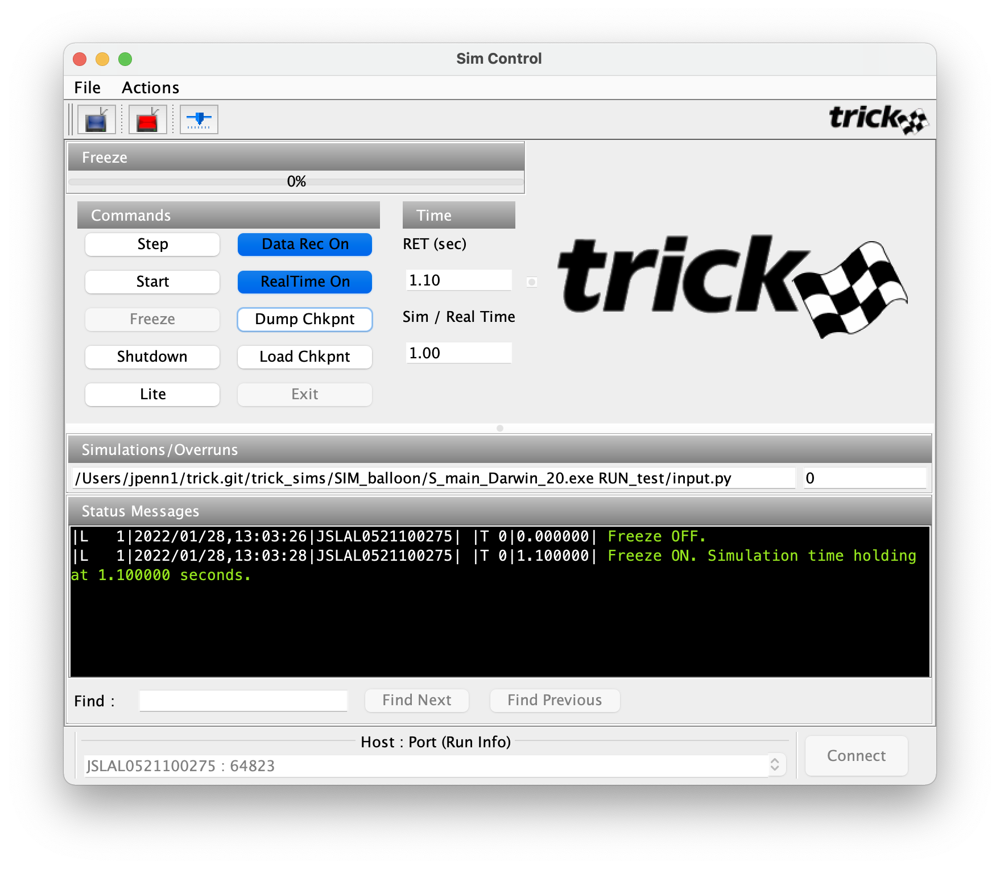 Sim Control
File Actions
trick
Freeze
0%
Commands
Time
Step
Data Rec On
RET (sec)
Start
RealTime On
1.10
Freeze
Dump Chkpnt
Sim / Real Time
Shutdown
Load Chkpnt
1.00
Lite
Exit
trick
Simulations/Overruns
/Users/jpenn1/trick.git/trick_sims/SIM_balloon/S_main_Darwin_20.exe RUN_test/input.py 0
Status Messages
|L   1|2022/01/28,13:03:26|JSLAL0521100275| |T 0|0.000000| Freeze OFF.
|L   1|2022/01/28,13:03:28|JSLAL0521100275| |T 0|1.100000| Freeze ON. Simulation time holding
at 1.100000 seconds.
Find : Find Next Find Previous
Host : Port (Run Info)
JSLAL0521100275 : 64823
Connect